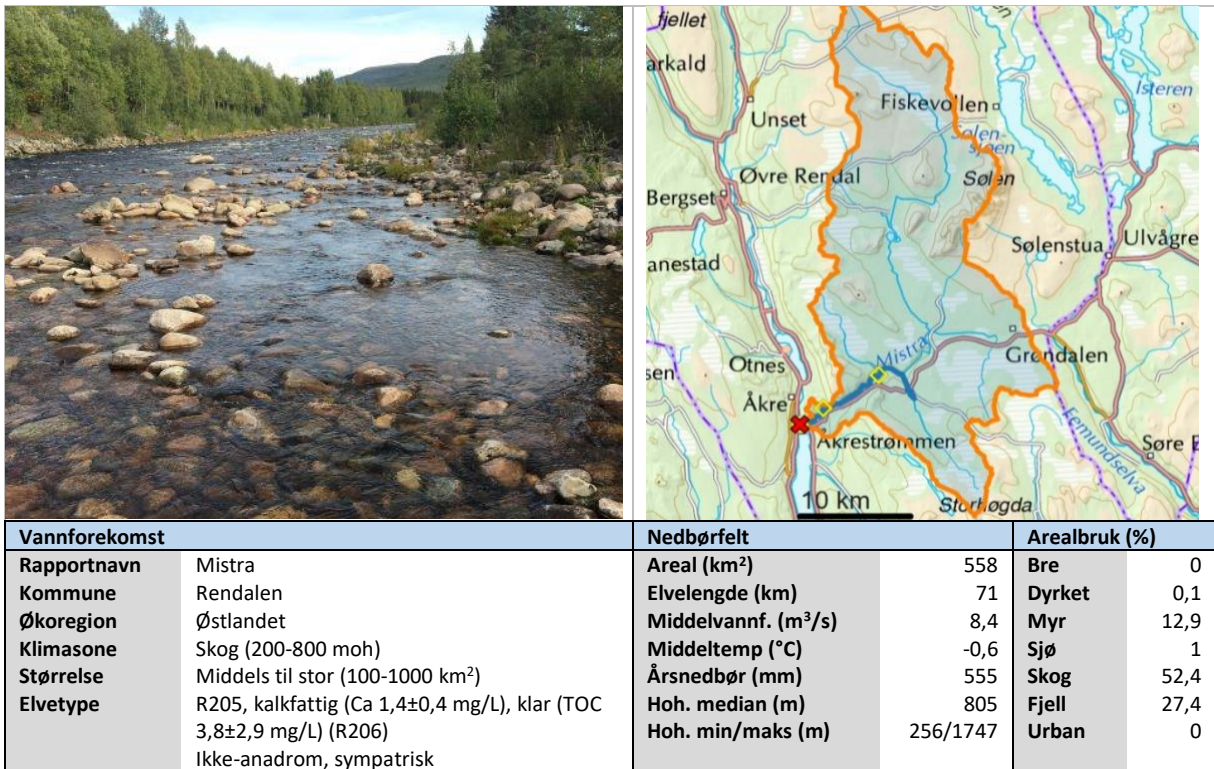 fjellet
arkald
Unset
Fiskevollen
Isteren
Sølen-
sjøen
Øvre Rendal
Sølen
Bergset
Sølenstua
Ulvågre
anestad
Mistra
Otnes
Grøndalen
sen
Åkre
Femundselva
Åkrestrømmen
Søre E
10 km
Storhøgda
Vannforekomst Nedbørfelt Arealbruk (%)
Rapportnavn Mistra Areal (km²) 558 Bre 0
Kommune Rendalen Elvelengde (km) 71 Dyrket 0,1
Økoregion Østlandet Middelvannf. (m³/s) 8,4 Myr 12,9
Klimasone Skog (200-800 moh) Middeltemp (°C) -0,6 Sjø 1
Størrelse Middels til stor (100-1000 km²) Årsnedbør (mm) 555 Skog 52,4
Elvetype R205, kalkfattig (Ca 1,4±0,4 mg/L), klar (TOC Hoh. median (m) 805 Fjell 27,4
3,8±2,9 mg/L) (R206) Hoh. min/maks (m) 256/1747 Urban 0
Ikke-anadrom, sympatrisk